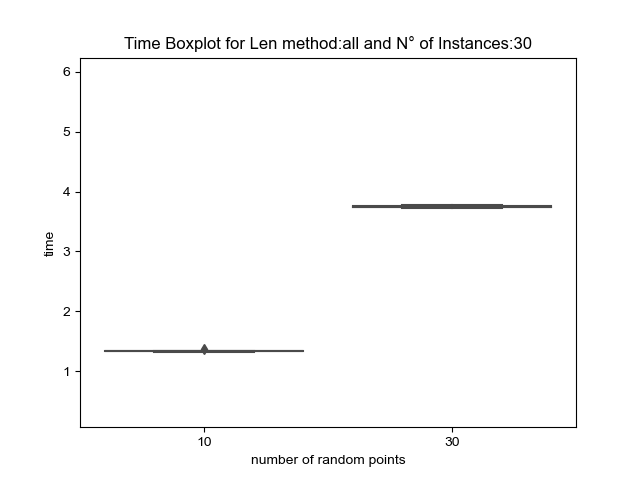 Time Boxplot for Len method:all and N° of Instances:30
6
5
4
3
2
1
time
10
30
number of random points